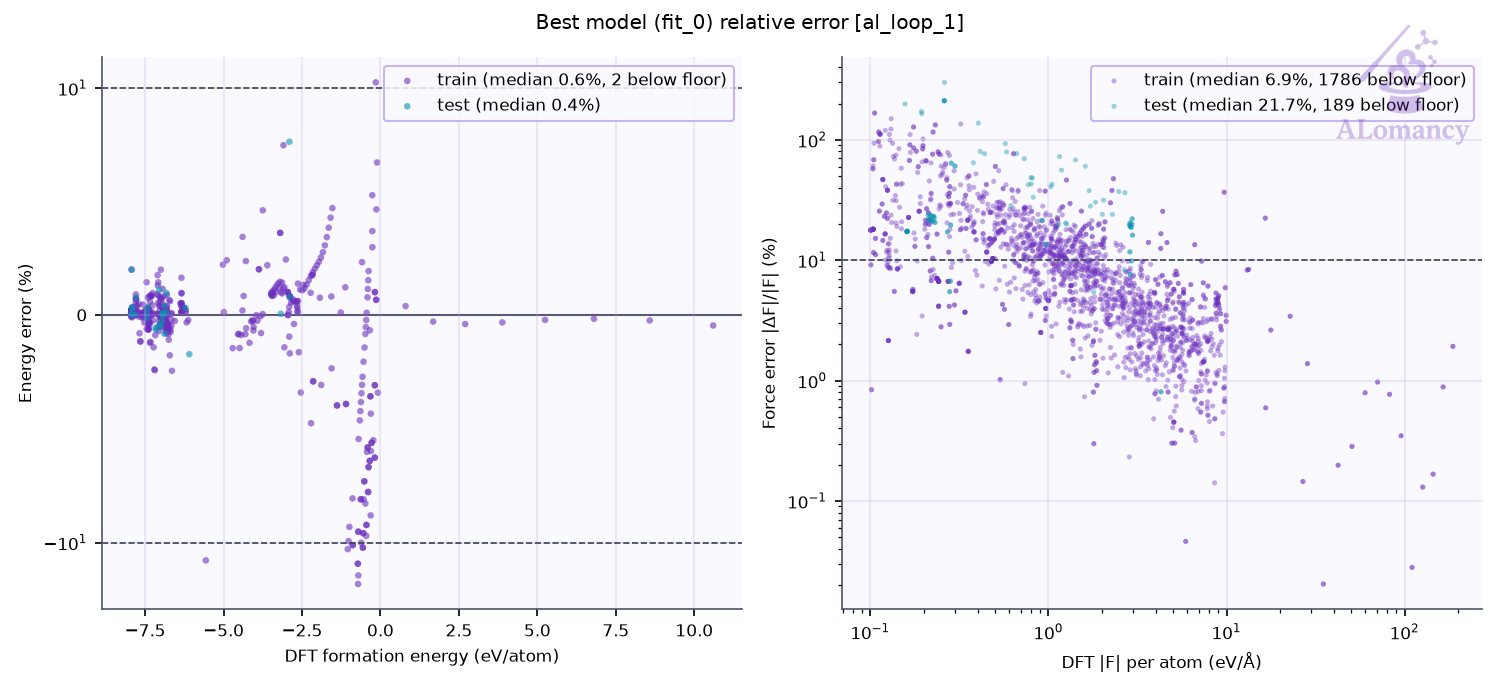 Best model (fit_0) relative error [al_loop_1]
Energy error (%)
10¹
0
−10¹
train (median 0.6%, 2 below floor)
test (median 0.4%)
−7.5 −5.0 −2.5 0.0 2.5 5.0 7.5 10.0
DFT formation energy (eV/atom)
Force error |ΔF|/|F| (%)
10²
10¹
10⁰
10⁻¹
train (median 6.9%, 1786 below floor)
test (median 21.7%, 189 below floor)
ALomancy
10⁻¹ 10⁰ 10¹ 10²
DFT |F| per atom (eV/Å)